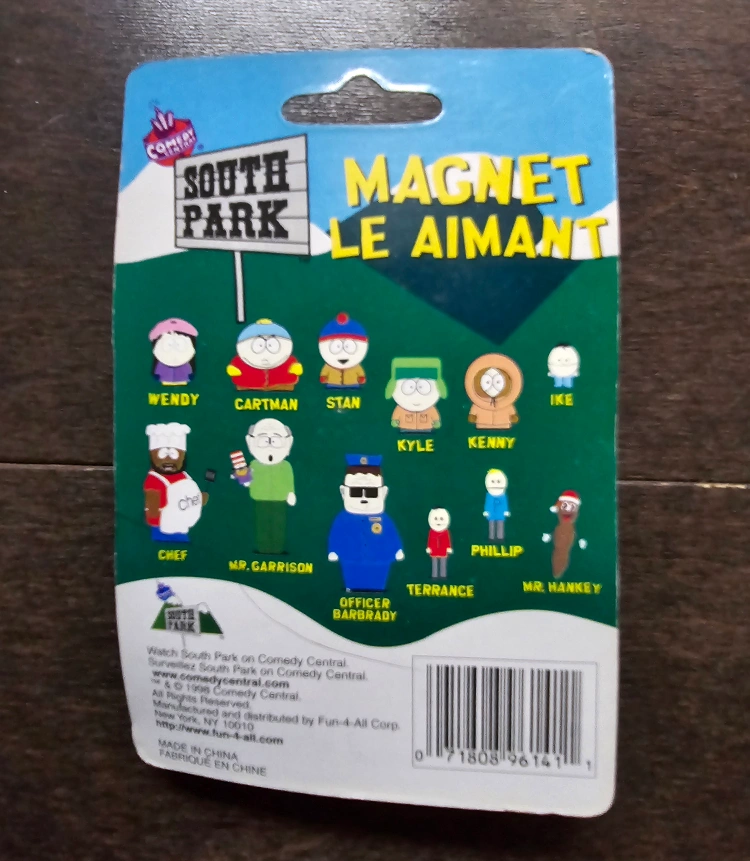 COMEDY
CENTRAL
SOUTH
PARK
MAGNET
LE AIMANT
WENDY
CARTMAN
STAN
KYLE
KENNY
IKE
Chef
CHEF
MR. GARRISON
OFFICER
BARBRADY
TERRANCE
PHILLIP
MR. HANKEY
SOUTH
PARK
Watch South Park on Comedy Central.
Surveillez South Park on Comedy Central.
www.comedycentral.com
™ & © 1998 Comedy Central.
All Rights Reserved.
Manufactured and distributed by Fun-4-All Corp.
New York, NY 10010
http://www.fun-4-all.com
MADE IN CHINA
FABRIQUÉ EN CHINE
0 71808 96141 1